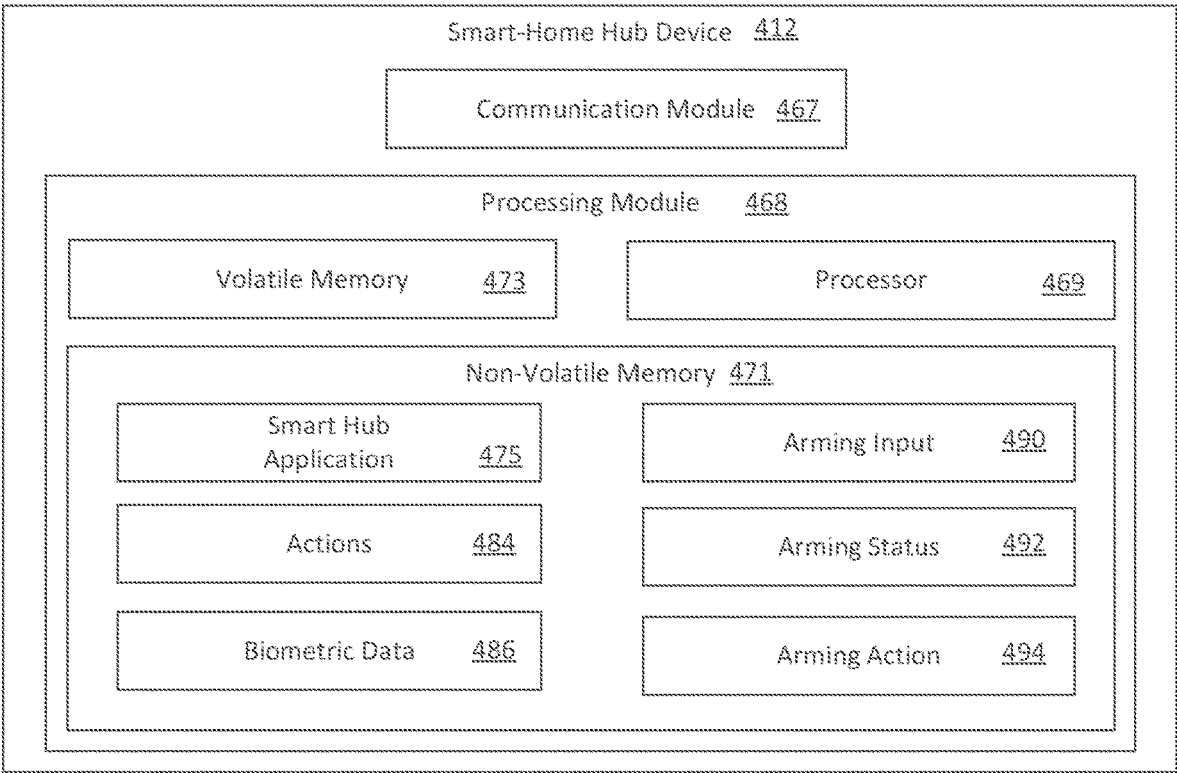 Smart-Home Hub Device 412
Communication Module 467
Processing Module 468
Volatile Memory 473
Processor 469
Non-Volatile Memory 471
Smart Hub
Application 475
Arming Input 490
Actions 484
Arming Status 492
Biometric Data 486
Arming Action 494